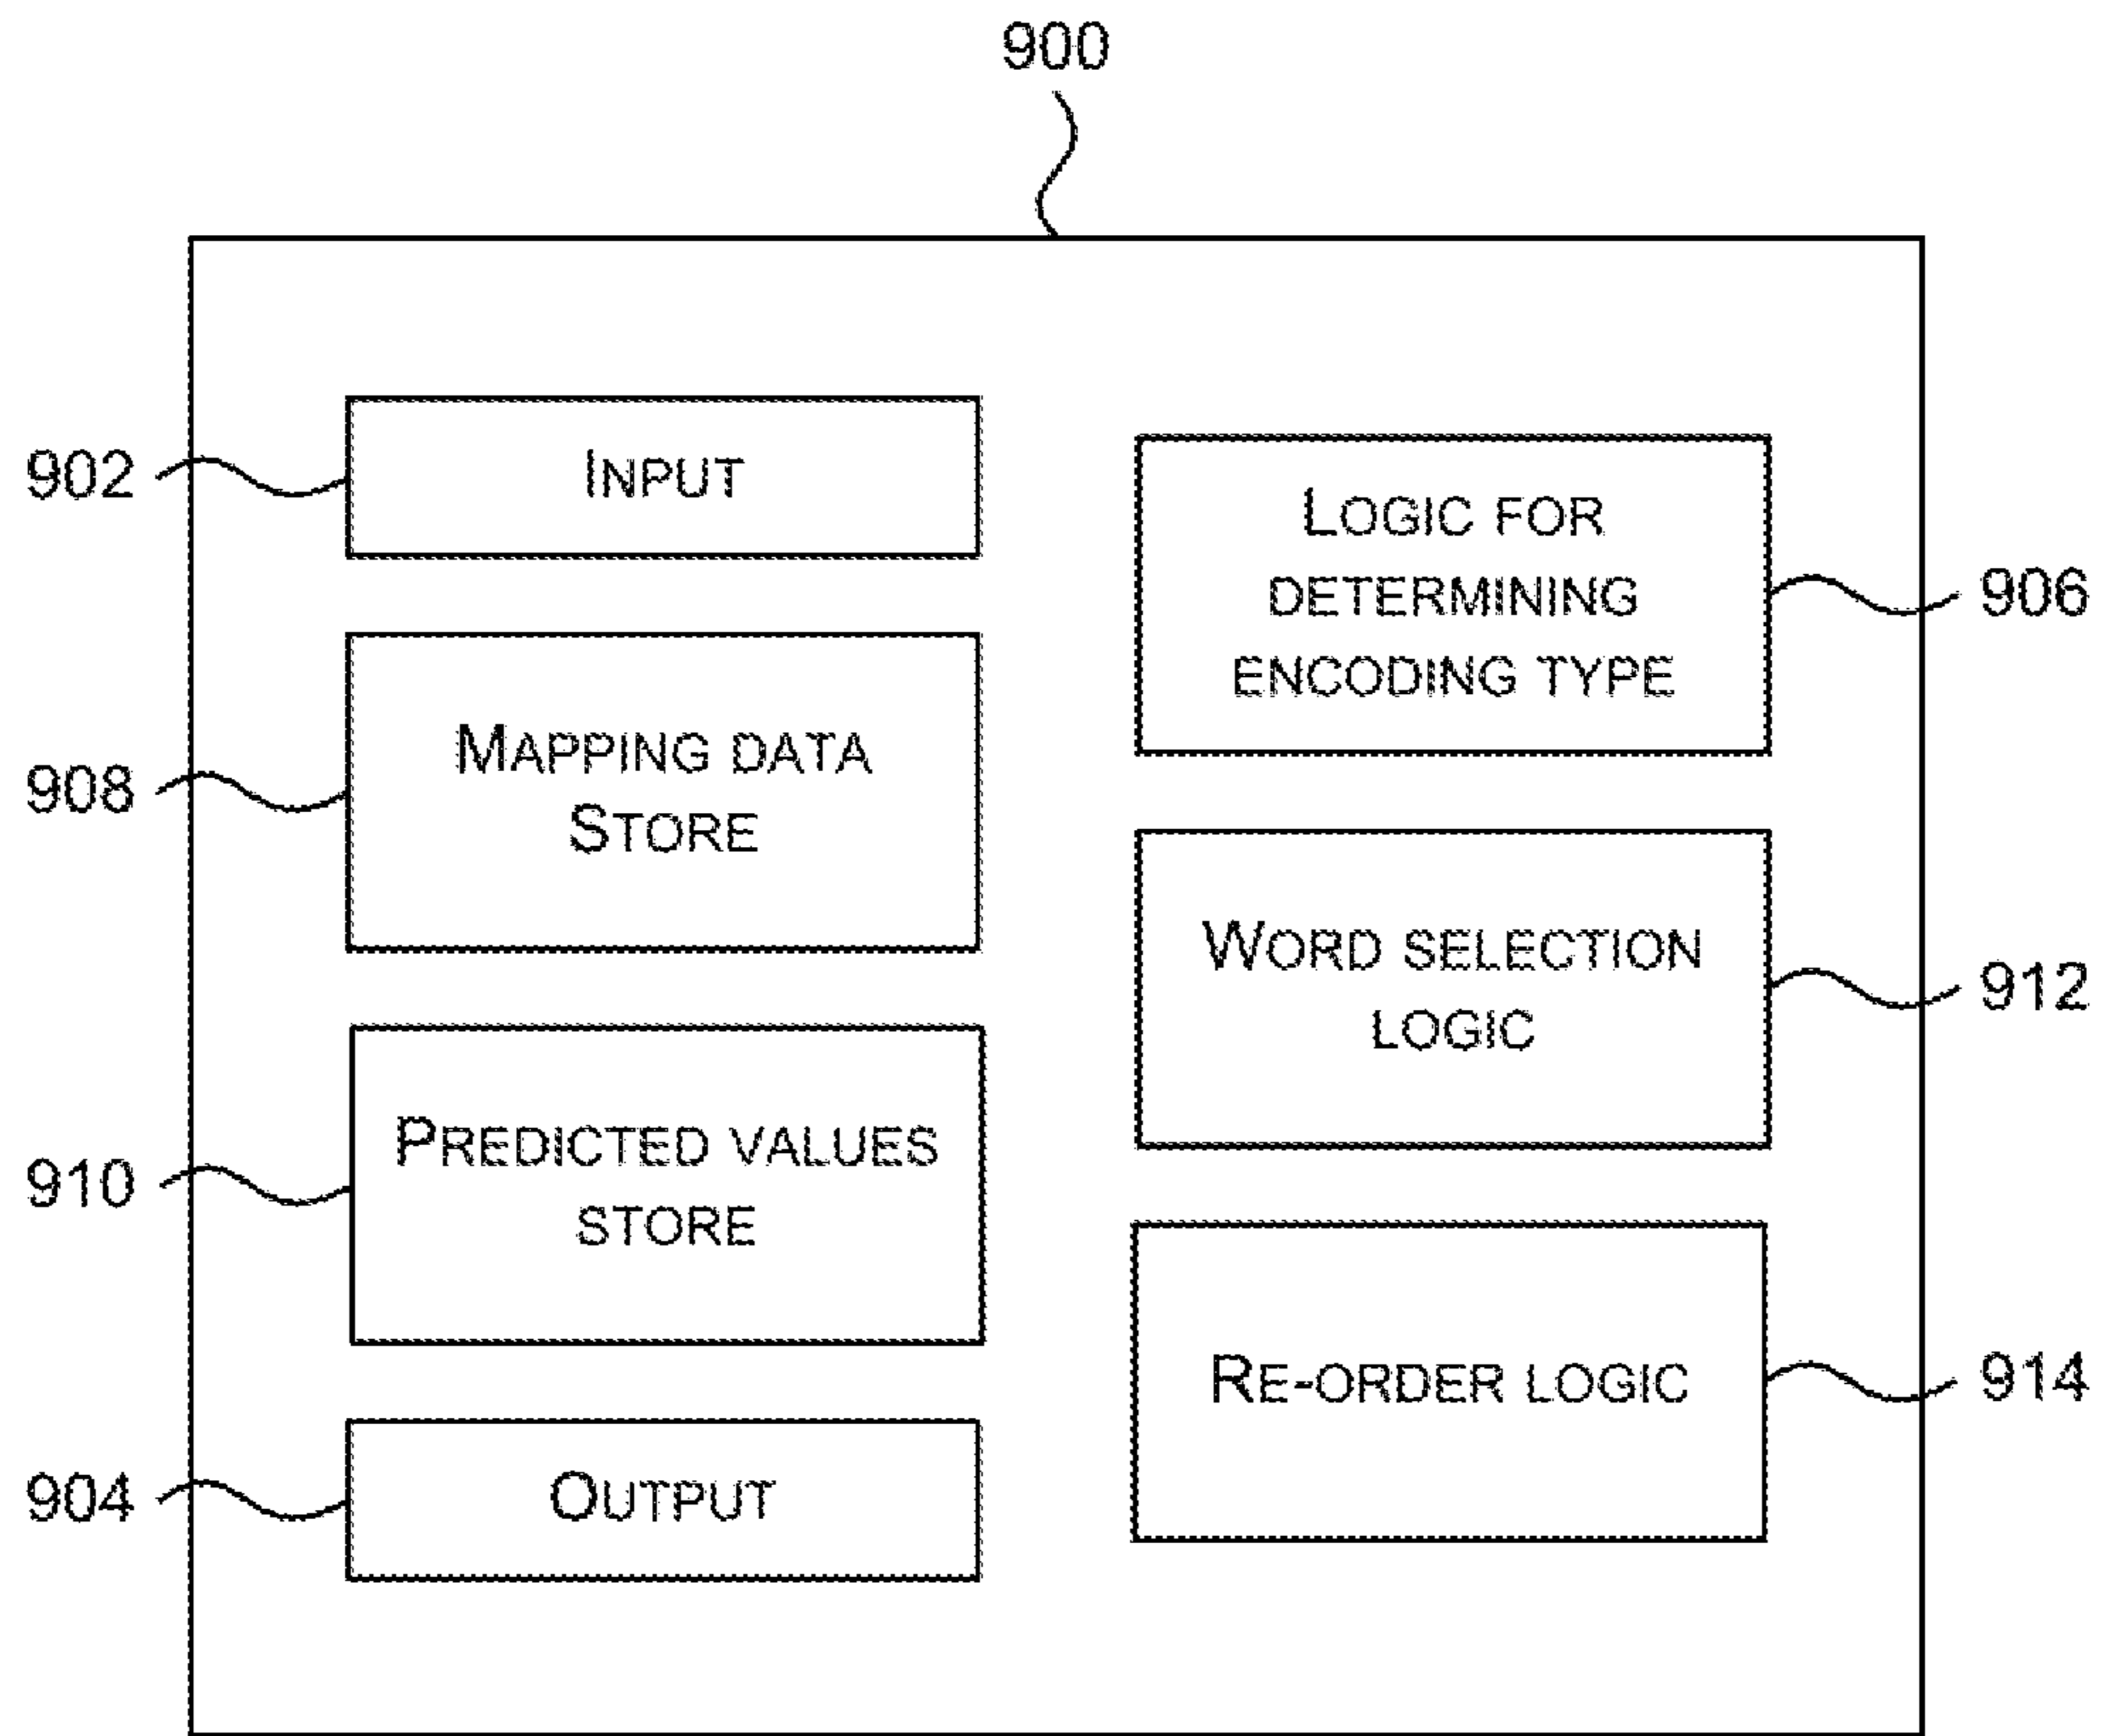 900
902
INPUT
LOGIC FOR
DETERMINING
ENCODING TYPE
906
908
MAPPING DATA
STORE
WORD SELECTION
LOGIC
912
910
PREDICTED VALUES
STORE
RE-ORDER LOGIC
914
904
OUTPUT